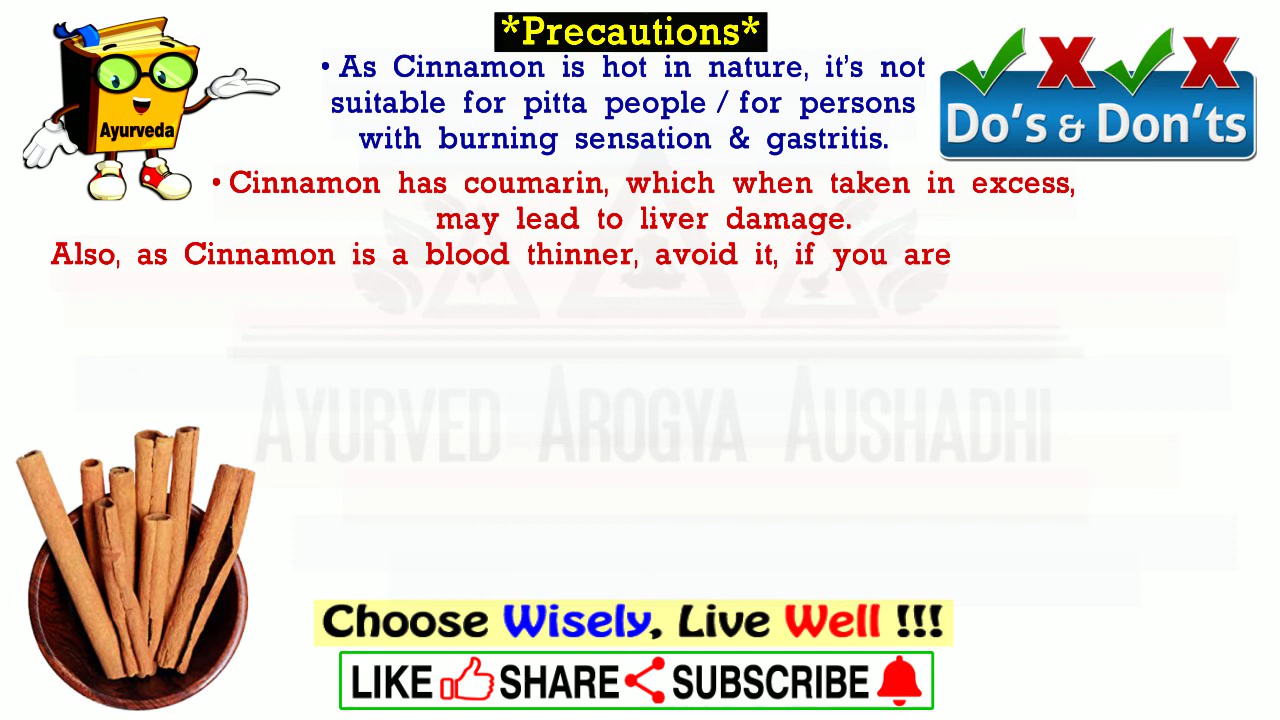 *Precautions*
• As Cinnamon is hot in nature, it's not
suitable for pitta people / for persons
with burning sensation & gastritis.
• Cinnamon has coumarin, which when taken in excess,
may lead to liver damage.
Also, as Cinnamon is a blood thinner, avoid it, if you are
Ayurveda
Do's & Don'ts
AYURVED AROGYA AUSHADHI
Choose Wisely, Live Well !!!
LIKE SHARE SUBSCRIBE